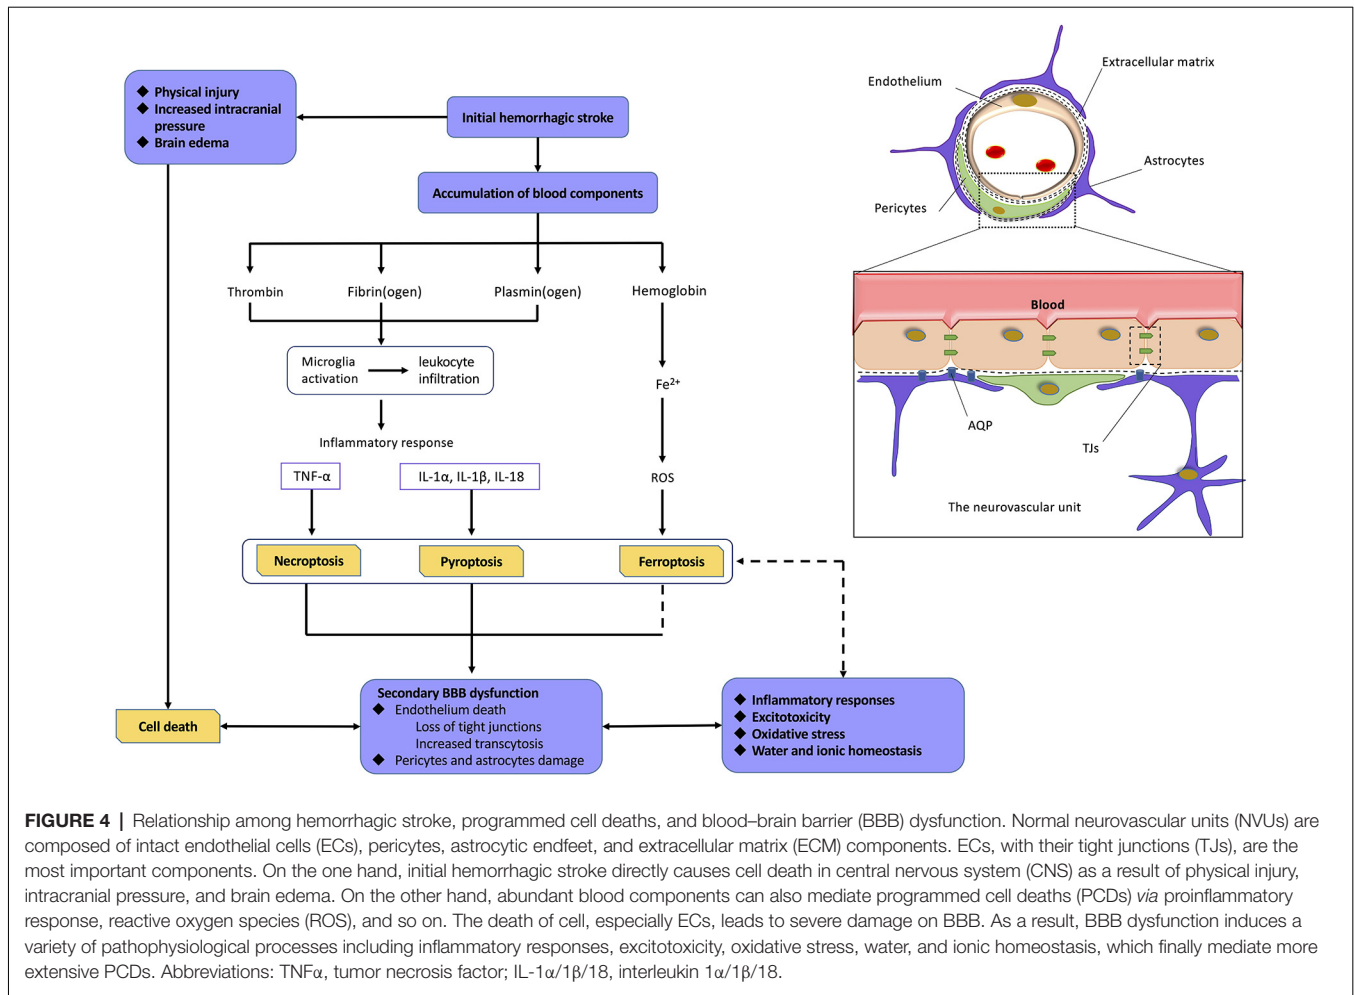 ◆ Physical injury
◆ Increased intracranial
pressure
◆ Brain edema
Initial hemorrhagic stroke
Accumulation of blood components
Thrombin
Fibrin(ogen)
Plasmin(ogen)
Hemoglobin
Microglia
activation
leukocyte
infiltration
Fe²⁺
Inflammatory response
TNF-α
IL-1α, IL-1β, IL-18
ROS
Necroptosis
Pyroptosis
Ferroptosis
Cell death
Secondary BBB dysfunction
◆ Endothelium death
Loss of tight junctions
Increased transcytosis
◆ Pericytes and astrocytes damage
◆ Inflammatory responses
◆ Excitotoxicity
◆ Oxidative stress
◆ Water and ionic homeostasis
Endothelium
Extracellular matrix
Astrocytes
Pericytes
Blood
AQP
TJs
The neurovascular unit
FIGURE 4 | Relationship among hemorrhagic stroke, programmed cell deaths, and blood–brain barrier (BBB) dysfunction. Normal neurovascular units (NVUs) are
composed of intact endothelial cells (ECs), pericytes, astrocytic endfeet, and extracellular matrix (ECM) components. ECs, with their tight junctions (TJs), are the
most important components. On the one hand, initial hemorrhagic stroke directly causes cell death in central nervous system (CNS) as a result of physical injury,
intracranial pressure, and brain edema. On the other hand, abundant blood components can also mediate programmed cell deaths (PCDs) via proinflammatory
response, reactive oxygen species (ROS), and so on. The death of cell, especially ECs, leads to severe damage on BBB. As a result, BBB dysfunction induces a
variety of pathophysiological processes including inflammatory responses, excitotoxicity, oxidative stress, water, and ionic homeostasis, which finally mediate more
extensive PCDs. Abbreviations: TNFα, tumor necrosis factor; IL-1α/1β/18, interleukin 1α/1β/18.